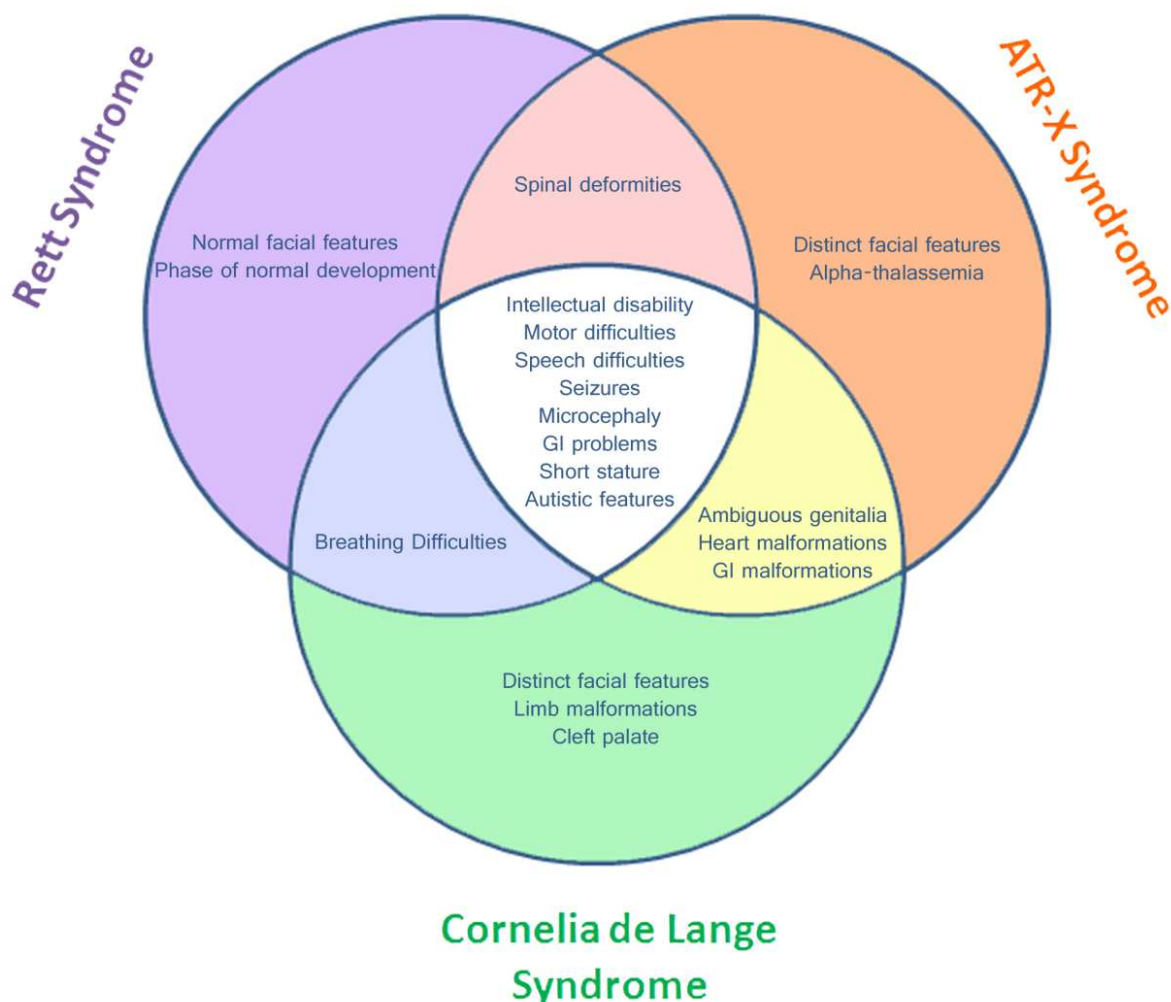 Rett Syndrome
ATR-X Syndrome
Spinal deformities
Normal facial features
Phase of normal development
Distinct facial features
Alpha-thalassemia
Intellectual disability
Motor difficulties
Speech difficulties
Seizures
Microcephaly
GI problems
Short stature
Autistic features
Breathing Difficulties
Ambiguous genitalia
Heart malformations
GI malformations
Distinct facial features
Limb malformations
Cleft palate
Cornelia de Lange
Syndrome